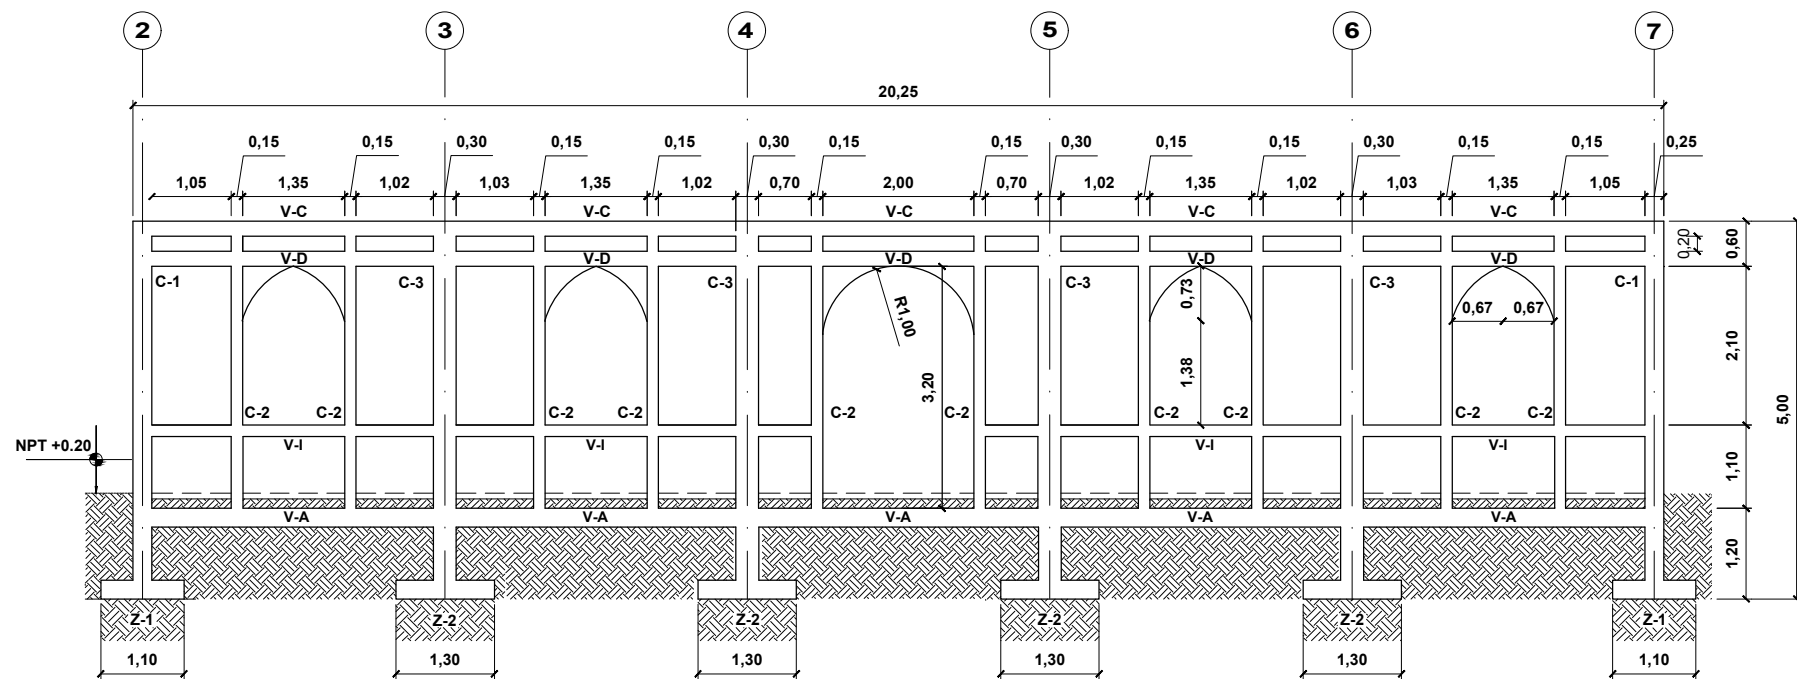 2 3 4 5 6 7
20,25
0,15 0,15 0,30 0,15 0,15 0,30 0,15 0,15 0,30 0,15 0,15 0,30 0,15 0,15 0,25
1,05 1,35 1,02 1,03 1,35 1,02 0,70 2,00 0,70 1,02 1,35 1,02 1,03 1,35 1,05
V-C V-C V-C V-C V-C
0,20 0,60
V-D V-D V-D V-D V-D
C-1 C-3 C-3 C-3 C-3 C-1
R1,00 0,73 0,67 0,67
3,20 1,38 2,10 5,00
C-2 C-2 C-2 C-2 C-2 C-2 C-2 C-2 C-2 C-2
NPT +0.20 V-I V-I V-I V-I
1,10
V-A V-A V-A V-A V-A
1,20
Z-1 Z-2 Z-2 Z-2 Z-2 Z-1
1,10 1,30 1,30 1,30 1,30 1,10